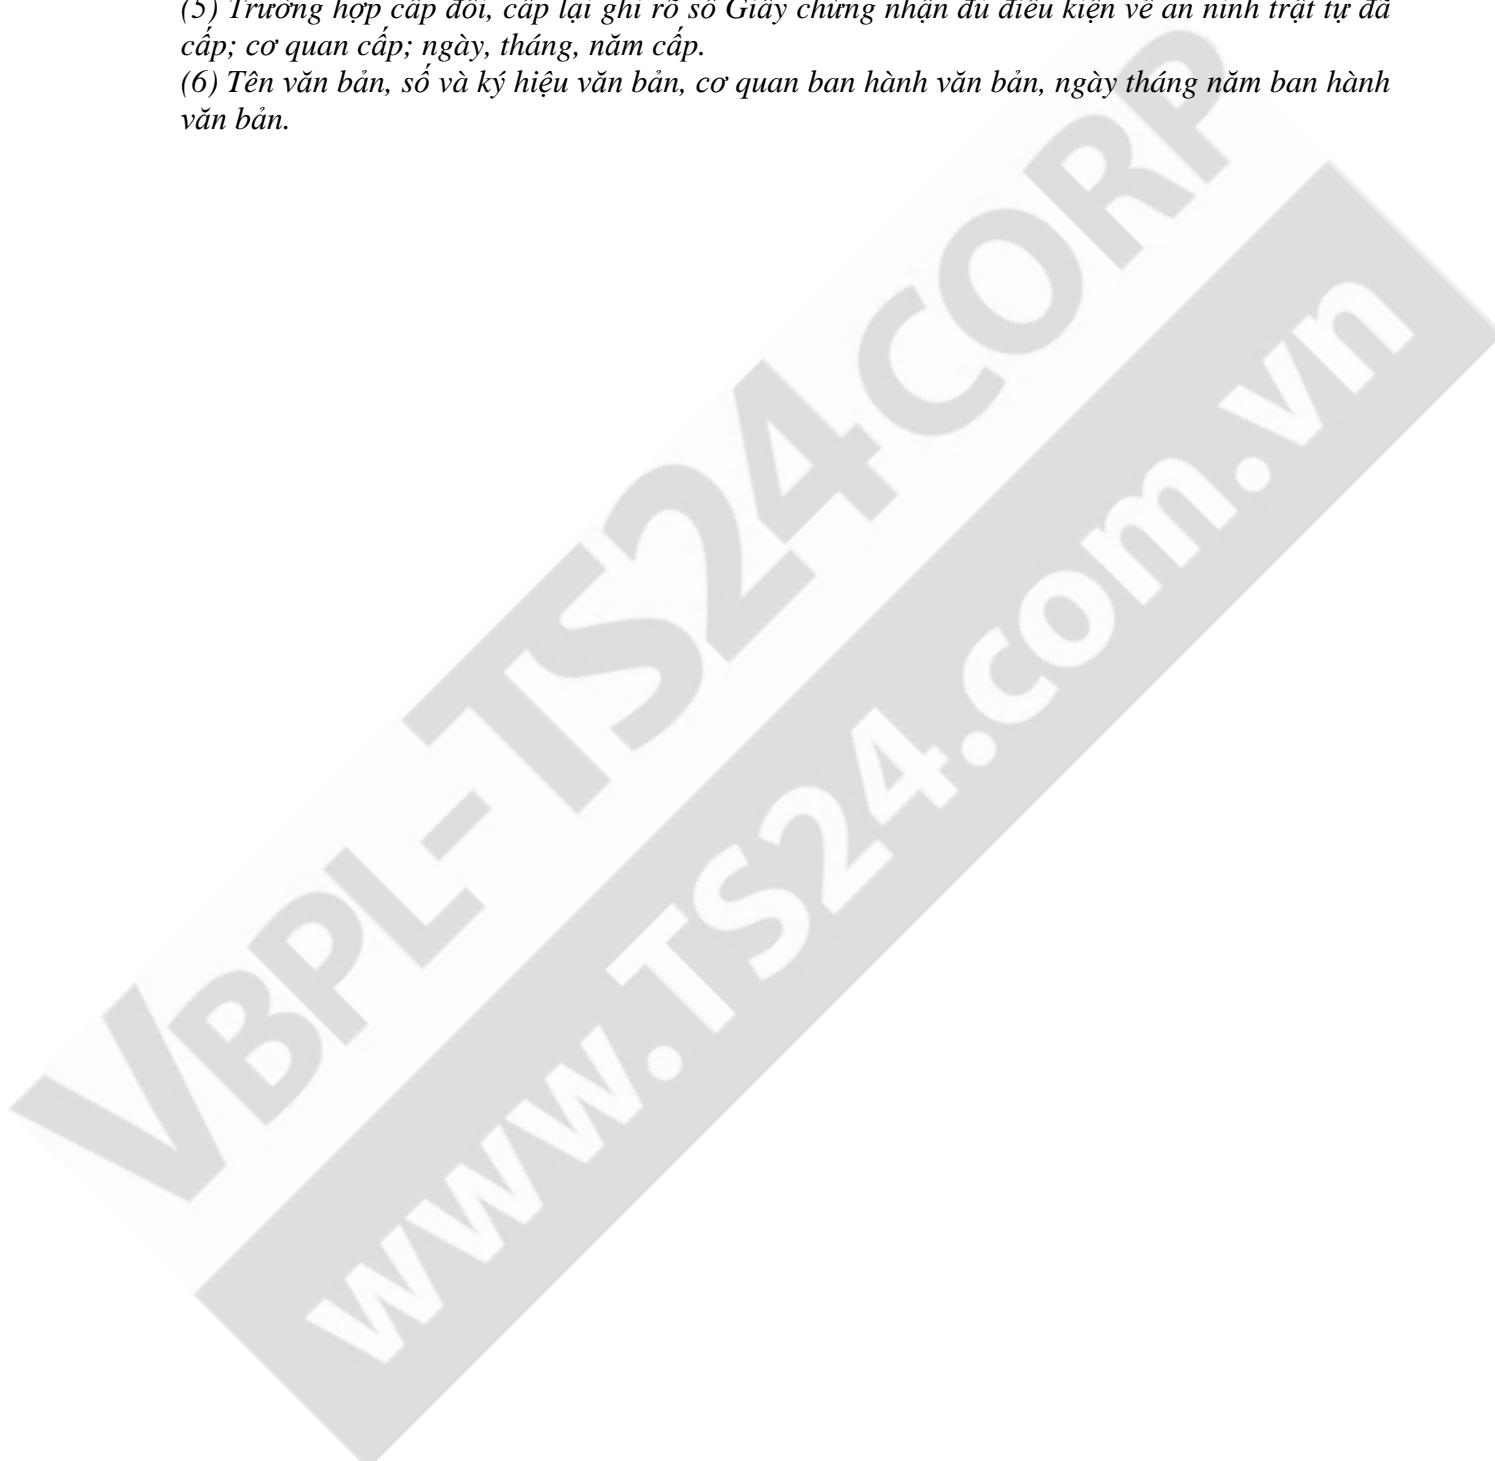 (5) Trường hợp cấp đổi, cấp lại ghi rõ số Giấy chứng nhận đủ điều kiện về an ninh trật tự đã
cấp; cơ quan cấp; ngày, tháng, năm cấp.
(6) Tên văn bản, số và ký hiệu văn bản, cơ quan ban hành văn bản, ngày tháng năm ban hành
văn bản.
VBPL-TS24CORP
www.TS24.com.vn